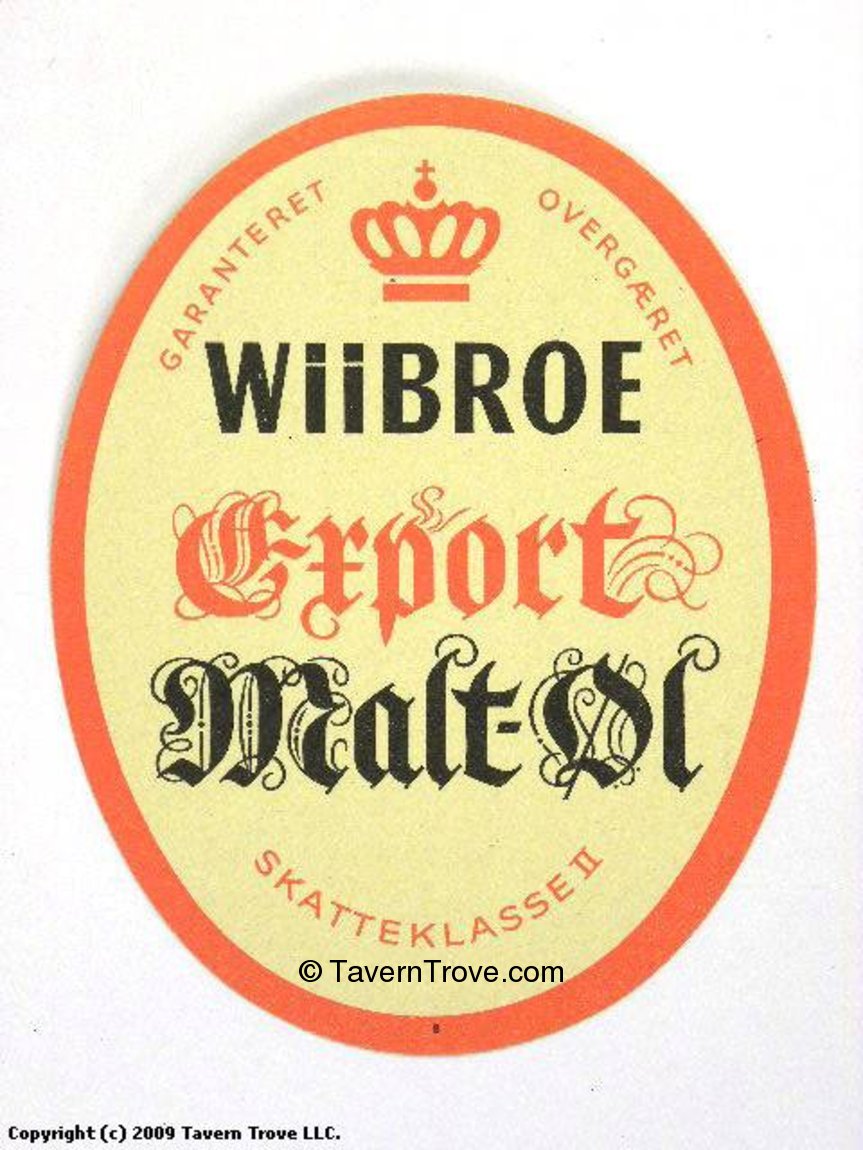 GARANTERET OVERGÆRET
WiiBROE
Export
Malt-Øl
SKATTEKLASSE II
© TavernTrove.com
Copyright (c) 2009 Tavern Trove LLC.